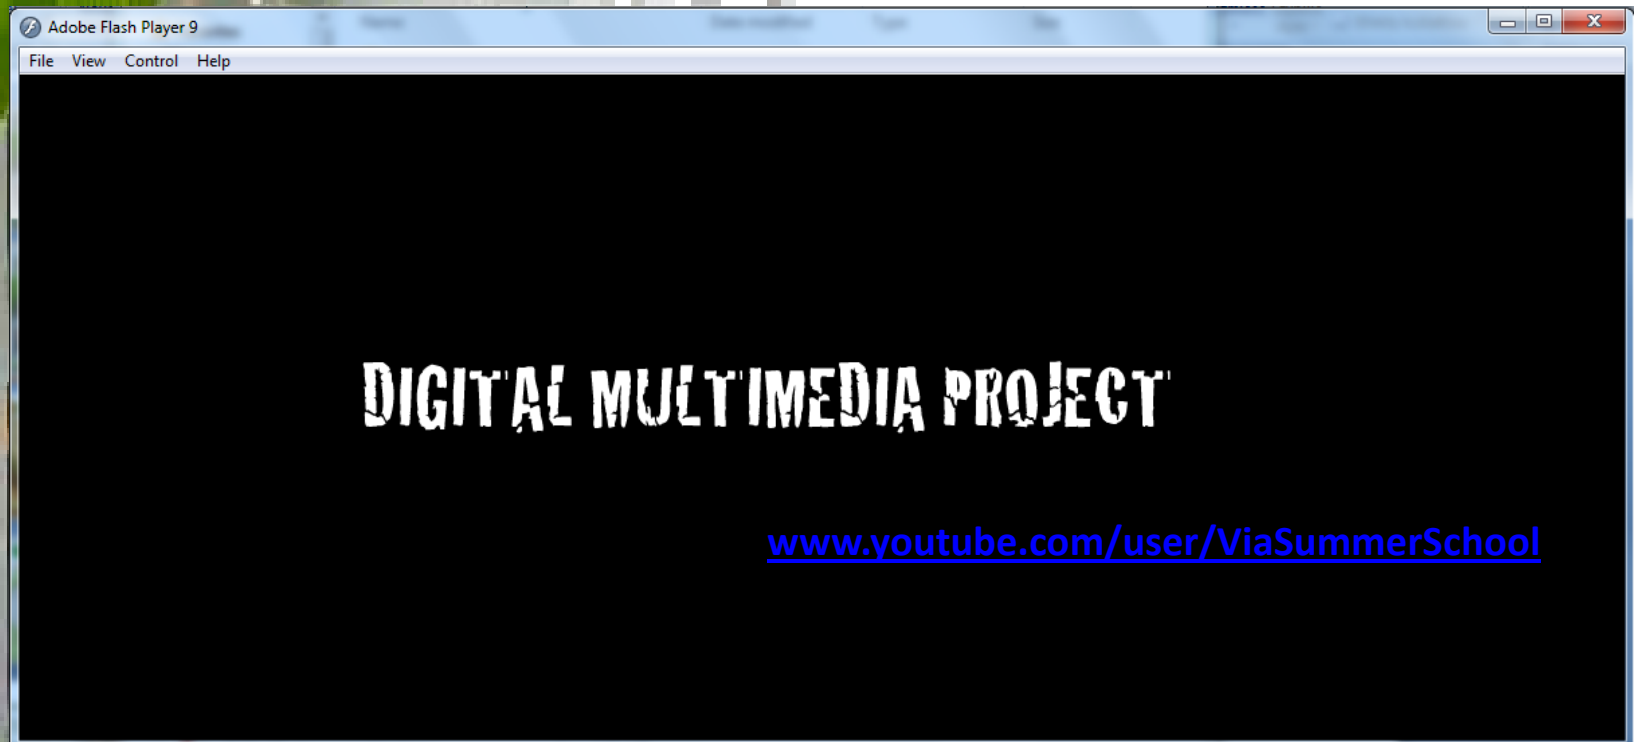 Adobe Flash Player 9
File View Control Help
DIGITAL MULTIMEDIA PROJECT
www.youtube.com/user/ViaSummerSchool